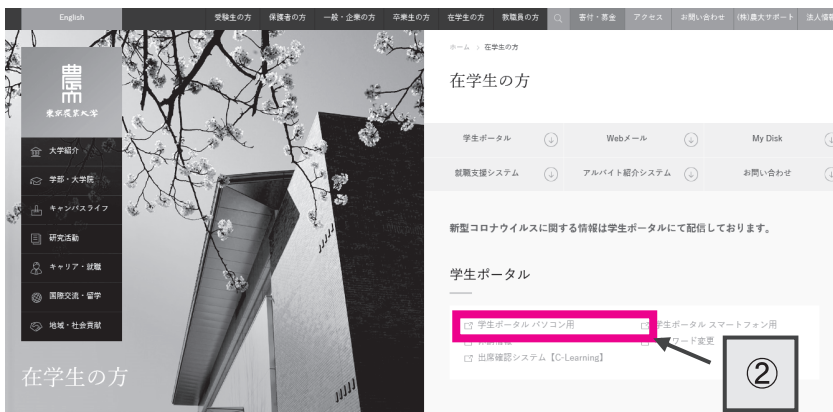 English 受験生の方 保護者の方 一般・企業の方 卒業生の方 在学生の方 教職員の方 寄付・募金 アクセス お問い合わせ (株)農大サポート 法人情報
東京農業大学
大学紹介
学部・大学院
キャンパスライフ
研究活動
キャリア・就職
国際交流・留学
地域・社会貢献
在学生の方
ホーム > 在学生の方
在学生の方
学生ポータル Webメール My Disk
就職支援システム アルバイト紹介システム お問い合わせ
新型コロナウイルスに関する情報は学生ポータルにて配信しております。
学生ポータル
学生ポータル パソコン用 学生ポータル スマートフォン用
ワード変更
出席確認システム【C-Learning】
②